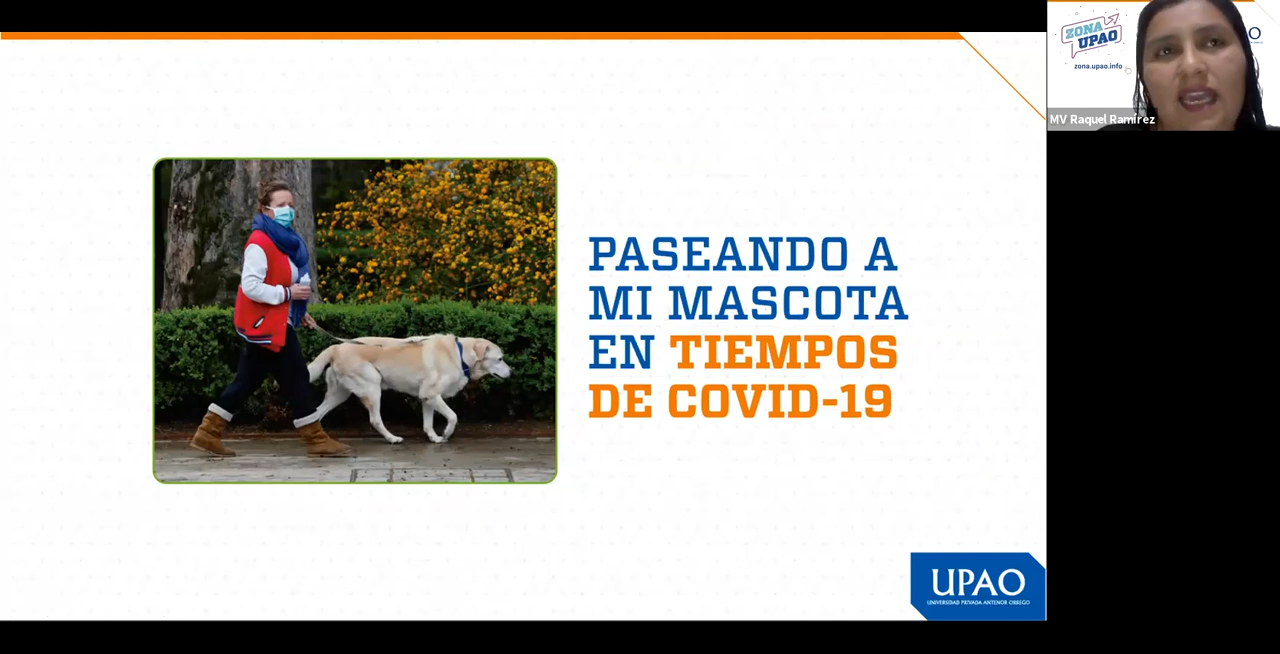 ZONA
UPAO
zona.upao.info
O
MV Raquel Ramírez
PASEANDO A
MI MASCOTA
EN TIEMPOS
DE COVID-19
UPAO
UNIVERSIDAD PRIVADA ANTENOR ORREGO